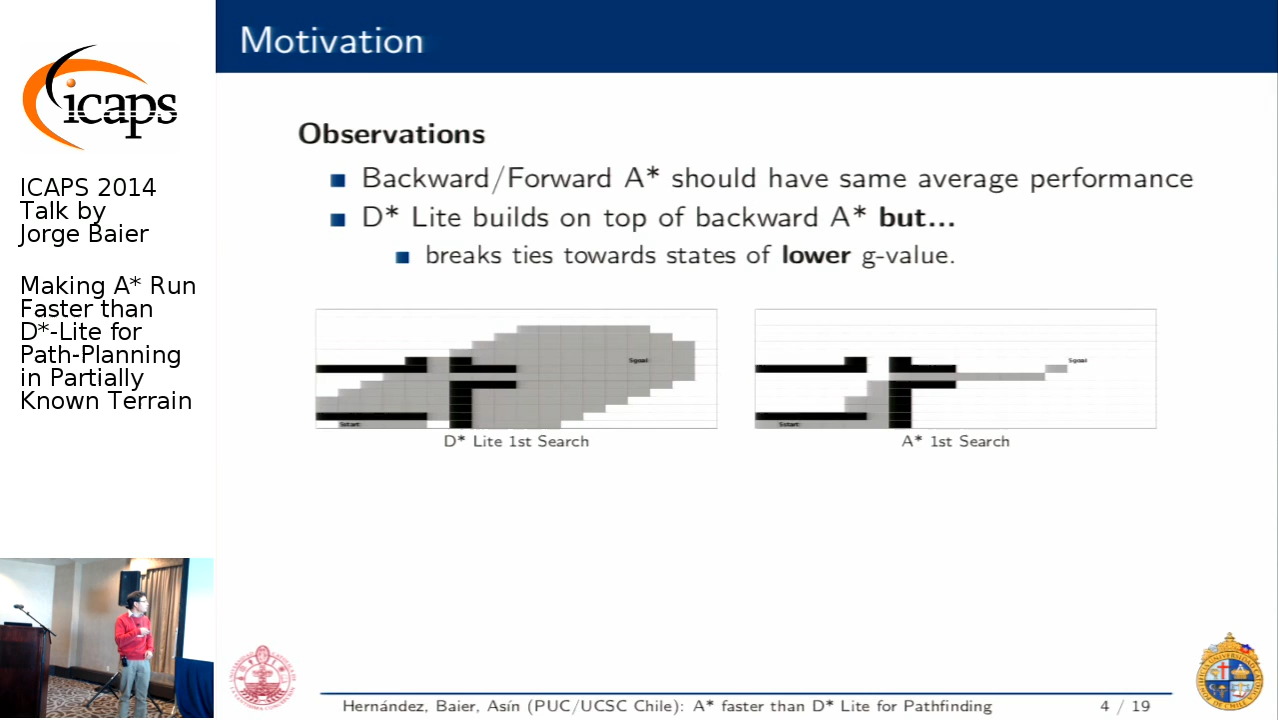 icaps
ICAPS 2014
Talk by
Jorge Baier
Making A* Run
Faster than
D*-Lite for
Path-Planning
in Partially
Known Terrain
Motivation
Observations
Backward/Forward A* should have same average performance
D* Lite builds on top of backward A* but...
breaks ties towards states of lower g-value.
Sgoal
Sstart
D* Lite 1st Search
Sgoal
Sstart
A* 1st Search
Hernández, Baier, Asín (PUC/UCSC Chile): A* faster than D* Lite for Pathfinding
4 / 19